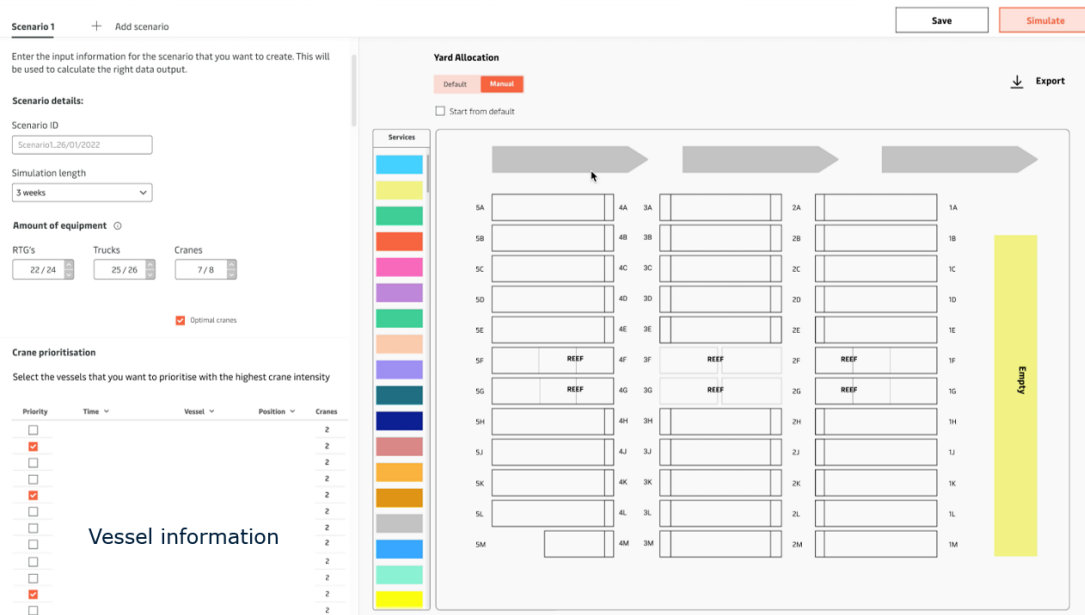 Scenario 1
Add scenario
Save
Simulate
Enter the input information for the scenario that you want to create. This will
be used to calculate the right data output.
Scenario details:
Scenario ID
Scenario1_26/01/2022
Simulation length
3 weeks
Amount of equipment
RTG's Trucks Cranes
22 / 24 25 / 26 7 / 8
Optimal cranes
Crane prioritisation
Select the vessels that you want to prioritise with the highest crane intensity
Priority Time Vessel Position Cranes
2
2
2
2
2
2
2
2
2
2
2
2
Vessel information
Yard Allocation
Default Manual
Start from default
Export
Services
5A 4A 3A 2A 1A
5B 4B 3B 2B 1B
5C 4C 3C 2C 1C
5D 4D 3D 2D 1D
5E 4E 3E 2E 1E
5F REEF 4F 3F REEF 2F REEF 1F
5G REEF 4G 3G REEF 2G REEF 1G
5H 4H 3H 2H 1H
5J 4J 3J 2J 1J
5K 4K 3K 2K 1K
5L 4L 3L 2L 1L
5M 4M 3M 2M 1M
Empty